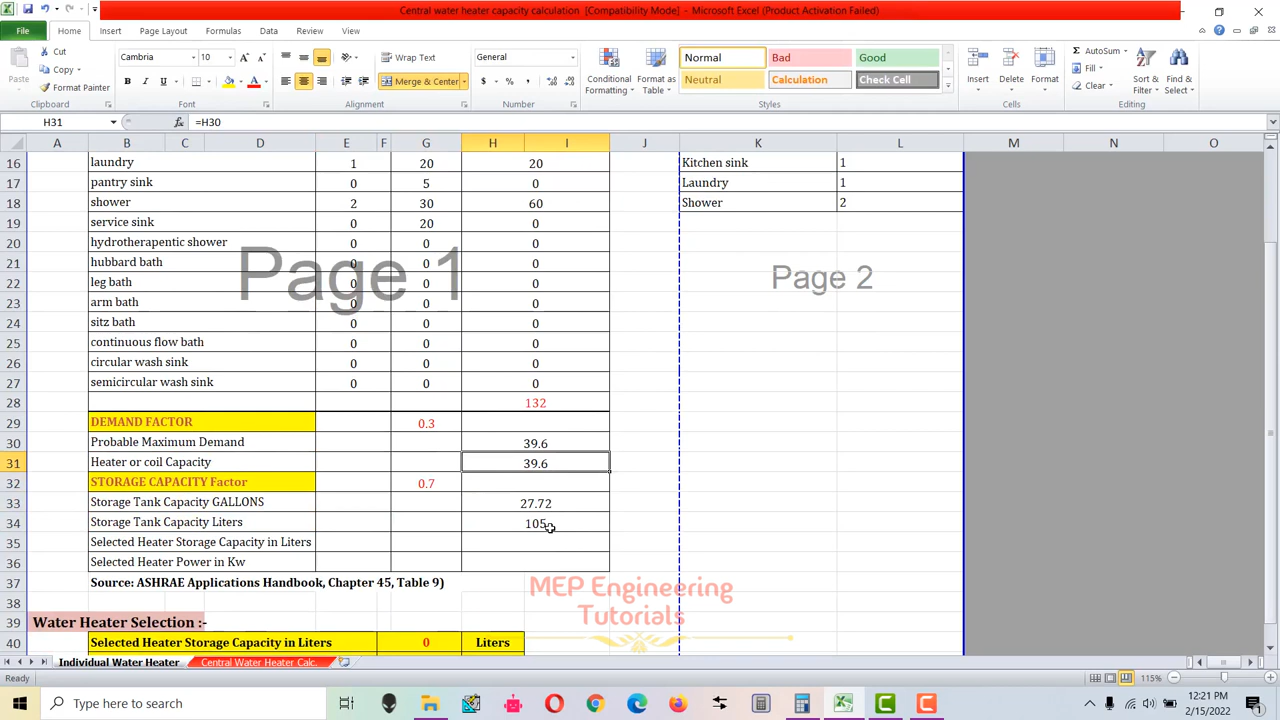 Central water heater capacity calculation [Compatibility Mode] - Microsoft Excel (Product Activation Failed)
File Home Insert Page Layout Formulas Data Review View
Cut
Copy
Format Painter
Paste
Clipboard
Cambria 10
B I U
Font
Wrap Text
Merge & Center
Alignment
General
$ % ,
Number
Conditional Formatting
Format as Table
Normal Bad Good
Neutral Calculation Check Cell
Styles
Insert Delete Format
Cells
AutoSum
Fill
Clear
Sort & Filter
Find & Select
Editing
H31 fx =H30
A B C D E F G H I J K L M N O
16 laundry 1 20 20 Kitchen sink 1
17 pantry sink 0 5 0 Laundry 1
18 shower 2 30 60 Shower 2
19 service sink 0 20 0
20 hydrotherapentic shower 0 0 0
21 hubbard bath 0 0 0
Page 1
Page 2
22 leg bath 0 0 0
23 arm bath 0 0 0
24 sitz bath 0 0 0
25 continuous flow bath 0 0 0
26 circular wash sink 0 0 0
27 semicircular wash sink 0 0 0
28 132
29 DEMAND FACTOR 0.3
30 Probable Maximum Demand 39.6
31 Heater or coil Capacity 39.6
32 STORAGE CAPACITY Factor 0.7
33 Storage Tank Capacity GALLONS 27.72
34 Storage Tank Capacity Liters 105
35 Selected Heater Storage Capacity in Liters
36 Selected Heater Power in Kw
37 Source: ASHRAE Applications Handbook, Chapter 45, Table 9)
38
MEP Engineering
Tutorials
39 Water Heater Selection :-
40 Selected Heater Storage Capacity in Liters 0 Liters
Individual Water Heater Central Water Heater Calc.
Ready 115%
Type here to search
12:21 PM
2/15/2022